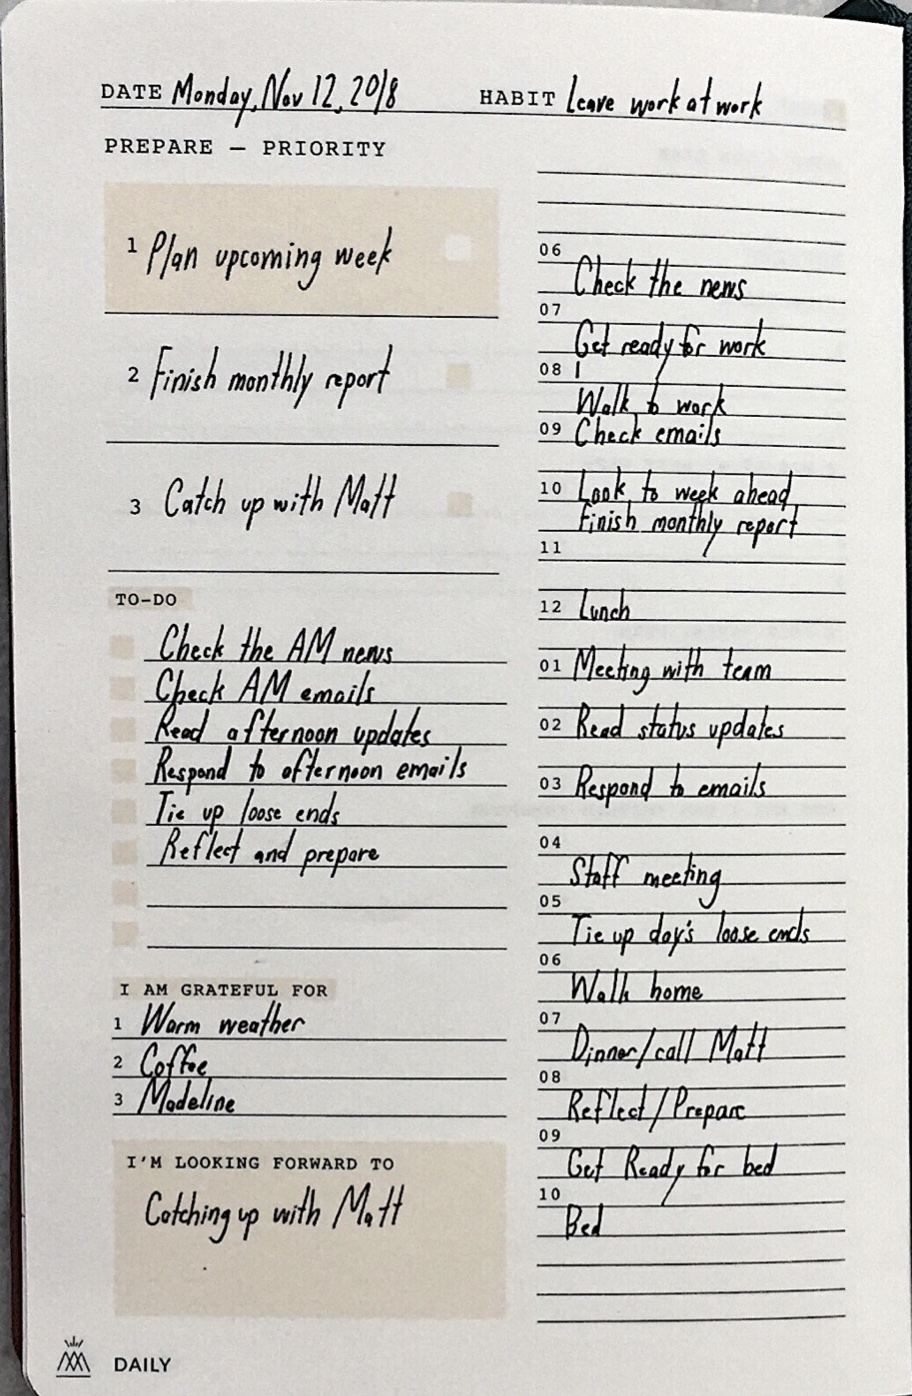 DATE Monday, Nov 12, 2018 HABIT Leave work at work
PREPARE — PRIORITY
1 Plan upcoming week
2 Finish monthly report
3 Catch up with Matt
TO-DO
Check the AM news
Check AM emails
Read afternoon updates
Respond to afternoon emails
Tie up loose ends
Reflect and prepare
I AM GRATEFUL FOR
1 Warm weather
2 Coffee
3 Madeline
I'M LOOKING FORWARD TO
Catching up with Matt
06
Check the news
07
Get ready for work
08
Walk to work
09 Check emails
10 Look to week ahead
Finish monthly report
11
12 Lunch
01 Meeting with team
02 Read status updates
03 Respond to emails
04
Staff meeting
05
Tie up day's loose ends
06
Walk home
07
Dinner/call Matt
08
Reflect/Prepare
09
Get Ready for bed
10
Bed
DAILY